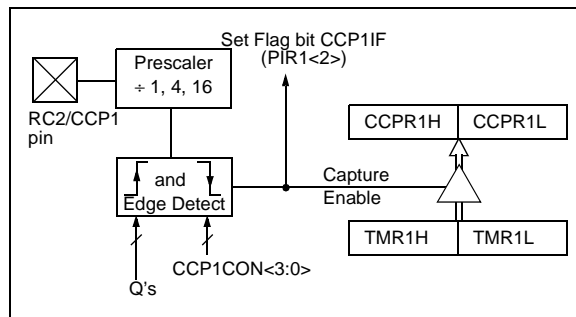 Set Flag bit CCP1IF
(PIR1<2>)
Prescaler
÷ 1, 4, 16
RC2/CCP1
pin
CCPR1H
CCPR1L
and
Edge Detect
Capture
Enable
TMR1H
TMR1L
CCP1CON<3:0>
Q's